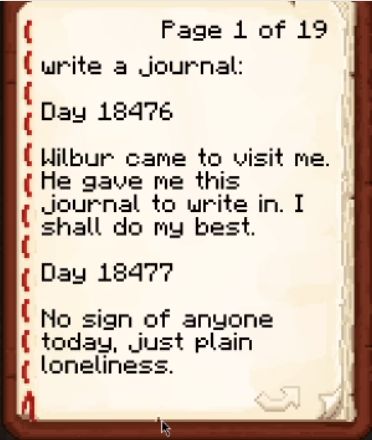 Page 1 of 19
write a journal:
Day 18476
Wilbur came to visit me.
He gave me this
journal to write in. I
shall do my best.
Day 18477
No sign of anyone
today, just plain
loneliness.